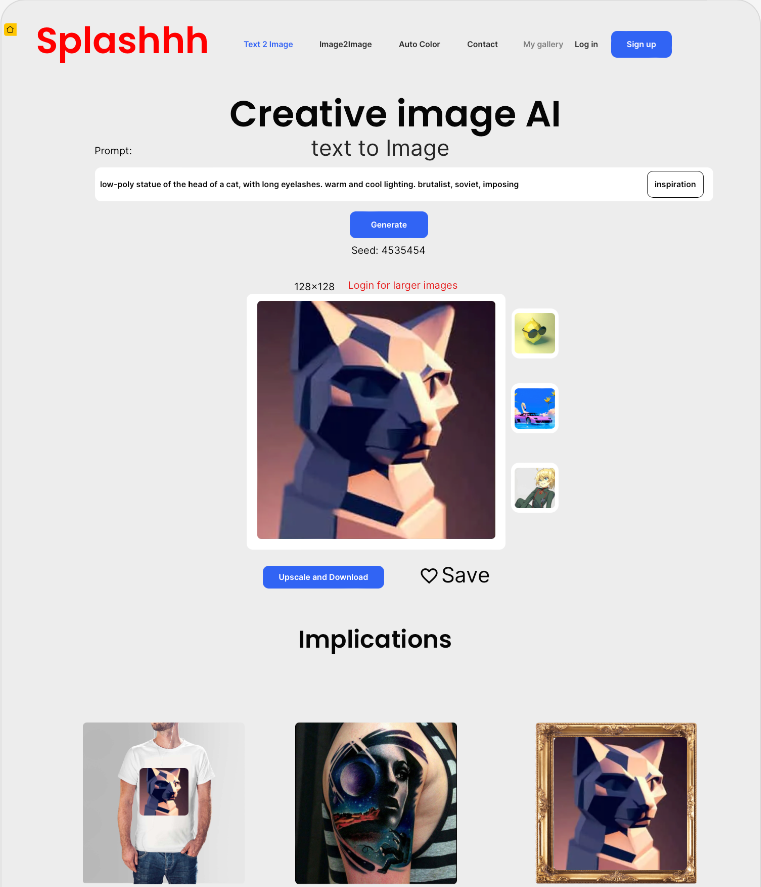 Splashhh
Text 2 Image Image2Image Auto Color Contact My gallery Log in Sign up
Creative image AI
text to Image
Prompt:
low-poly statue of the head of a cat, with long eyelashes. warm and cool lighting. brutalist, soviet, imposing inspiration
Generate
Seed: 4535454
128×128 Login for larger images
Upscale and Download Save
Implications